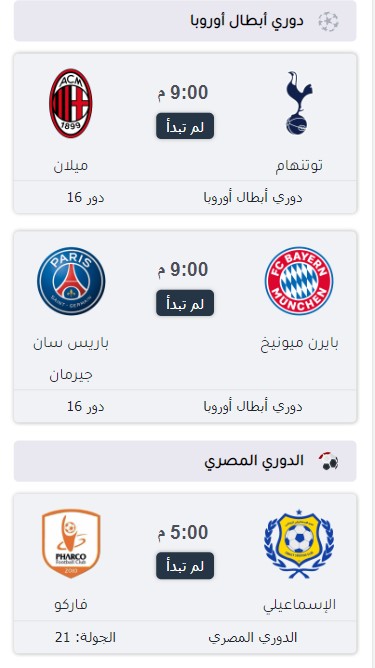 دوري أبطال أوروبا
ACM
1899
9:00 م
لم تبدأ
توتنهام
ميلان
دوري أبطال أوروبا
دور 16
PARIS
SAINT-GERMAIN
FC BAYERN
MÜNCHEN
9:00 م
لم تبدأ
بايرن ميونيخ
باريس سان
جيرمان
دوري أبطال أوروبا
دور 16
الدوري المصري
PHARCO
Football Club
2010
5:00 م
لم تبدأ
الإسماعيلي
فاركو
الدوري المصري
الجولة: 21